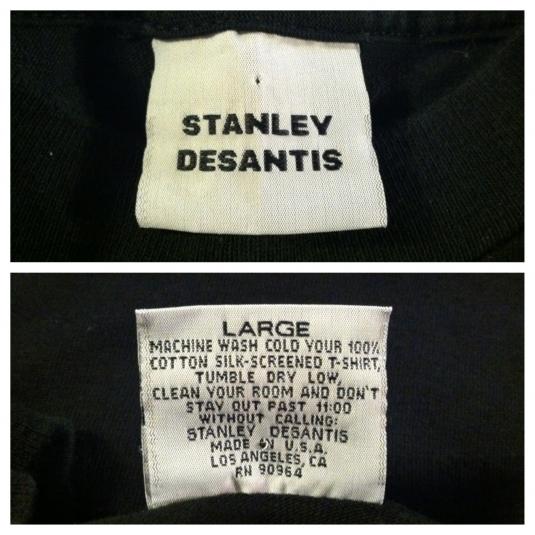 STANLEY
DESANTIS
LARGE
MACHINE WASH COLD YOUR 100%
COTTON SILK-SCREENED T-SHIRT,
TUMBLE DRY LOW,
CLEAN YOUR ROOM AND DON'T
STAY OUT PAST 11:00
WITHOUT CALLING:
STANLEY DESANTIS
MADE IN U.S.A.
LOS ANGELES, CA
RN 90964